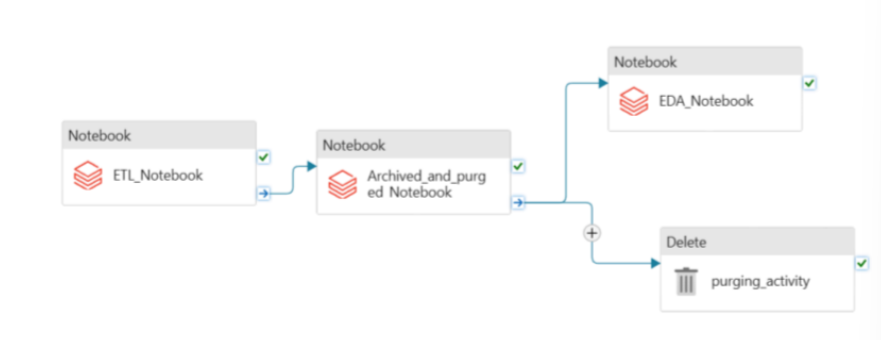 Notebook
EDA_Notebook
Notebook
ETL_Notebook
Notebook
Archived_and_purg
ed Notebook
Delete
purging_activity